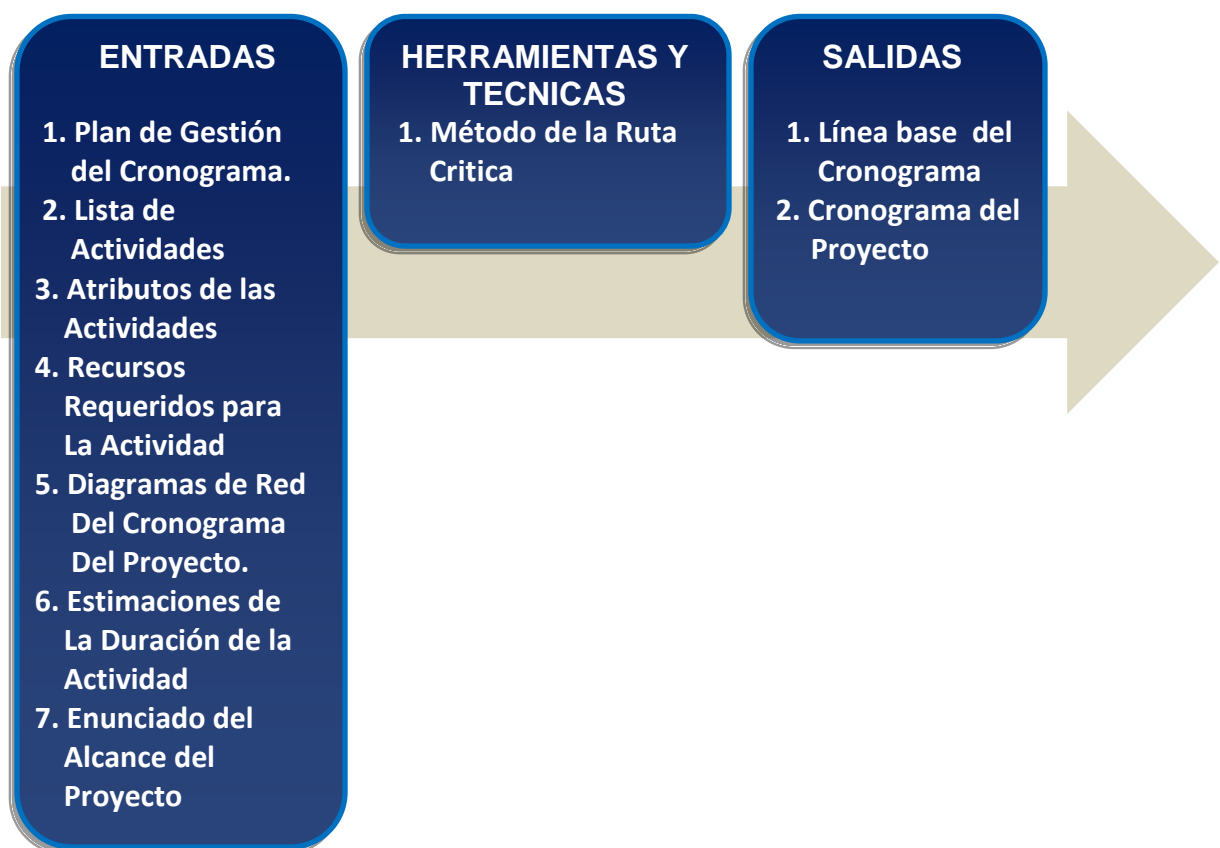 ENTRADAS
1. Plan de Gestión
del Cronograma.
2. Lista de
Actividades
3. Atributos de las
Actividades
4. Recursos
Requeridos para
La Actividad
5. Diagramas de Red
Del Cronograma
Del Proyecto.
6. Estimaciones de
La Duración de la
Actividad
7. Enunciado del
Alcance del
Proyecto
HERRAMIENTAS Y
TECNICAS
1. Método de la Ruta
Critica
SALIDAS
1. Línea base del
Cronograma
2. Cronograma del
Proyecto